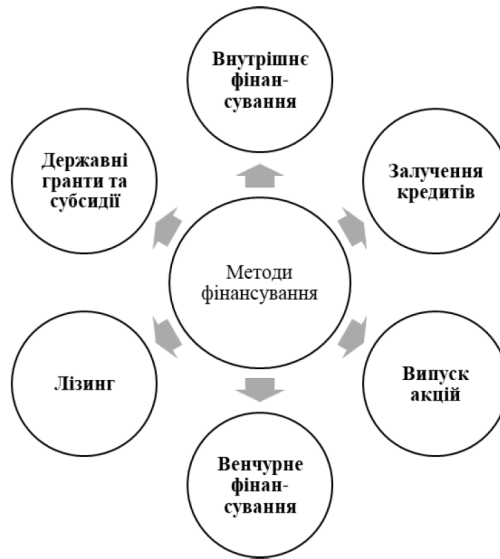 Внутрішнє
фінан-
сування
Державні
гранти та
субсидії
Залучення
кредитів
Методи
фінансування
Лізинг
Випуск
акцій
Венчурне
фінан-
сування